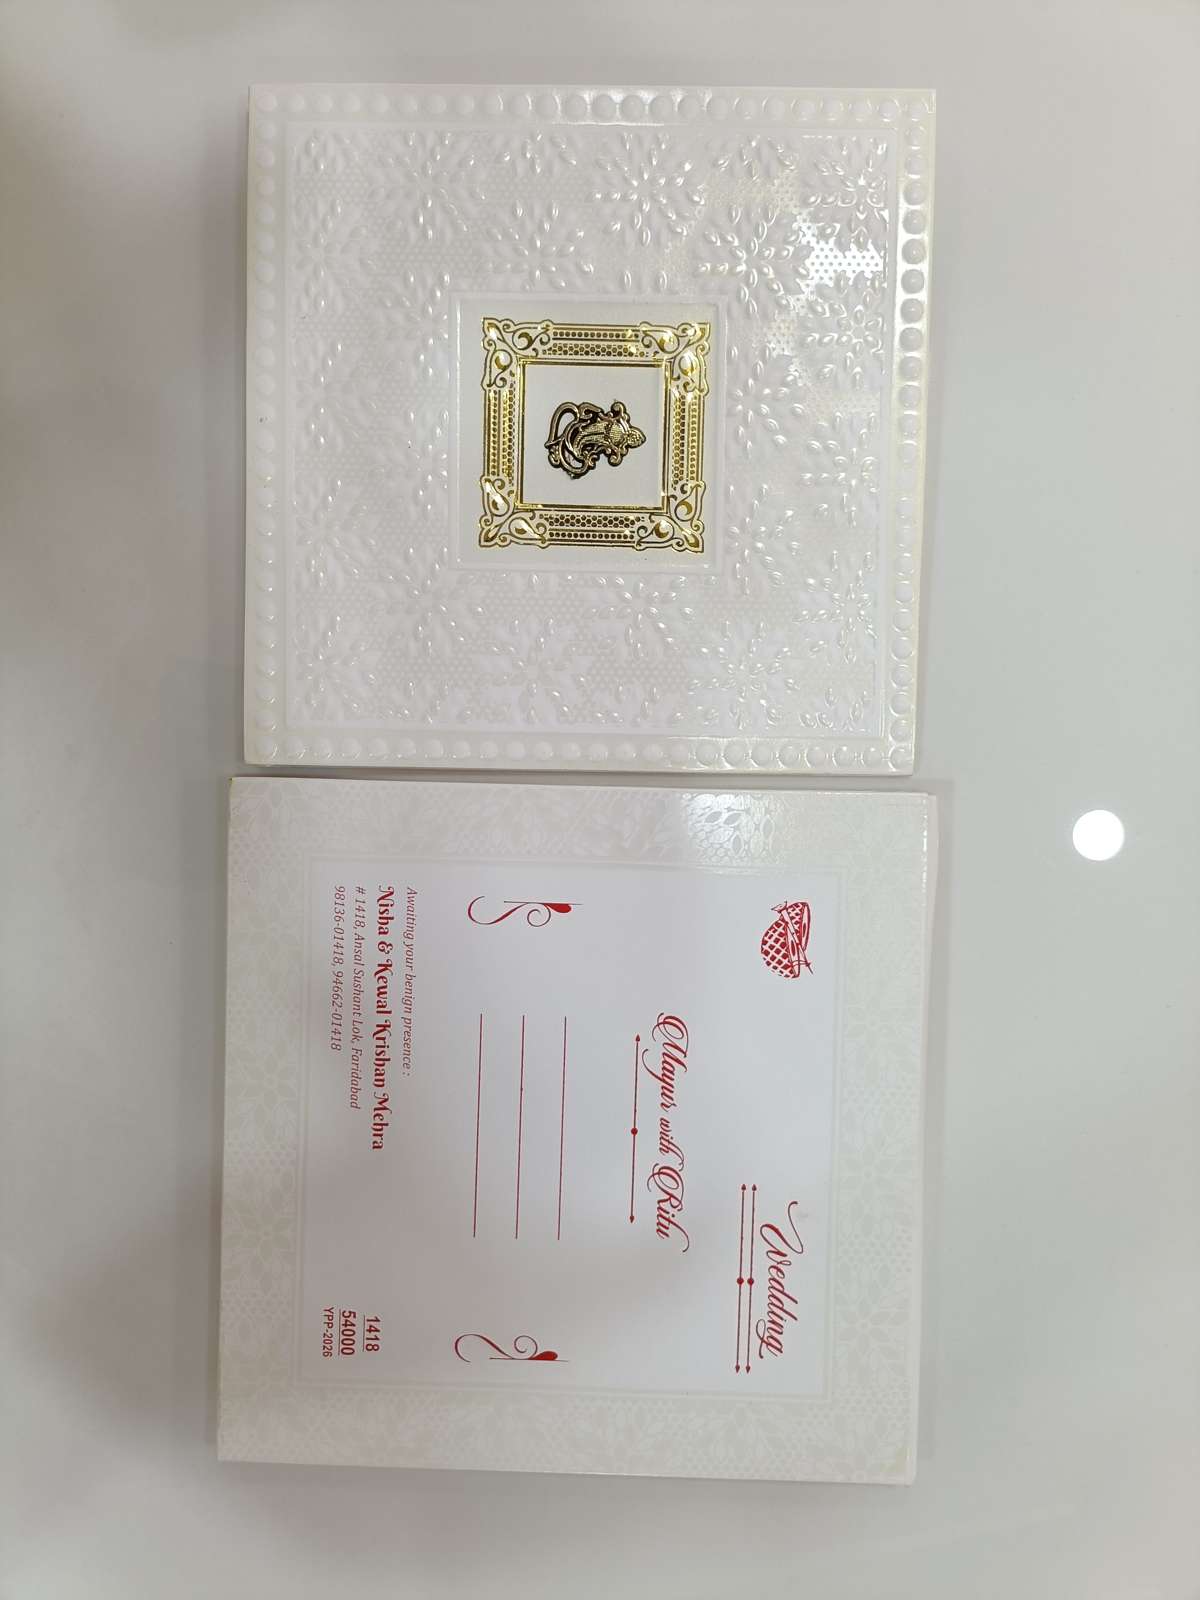 Wedding
Mayur with Ritu
Awaiting your benign presence :
Nisha & Kewal Krishan Mehra
# 1418, Ansal Sushant Lok, Faridabad
98136-01418, 94662-01418
1418
54000
YPP-2026